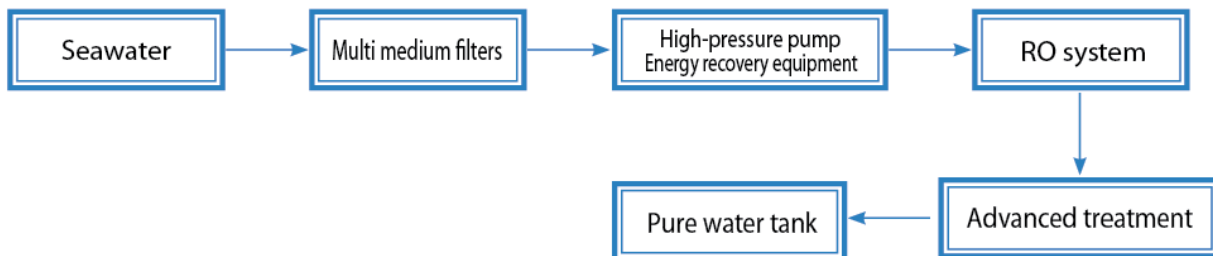 Seawater
Multi medium filters
High-pressure pump
Energy recovery equipment
RO system
Advanced treatment
Pure water tank